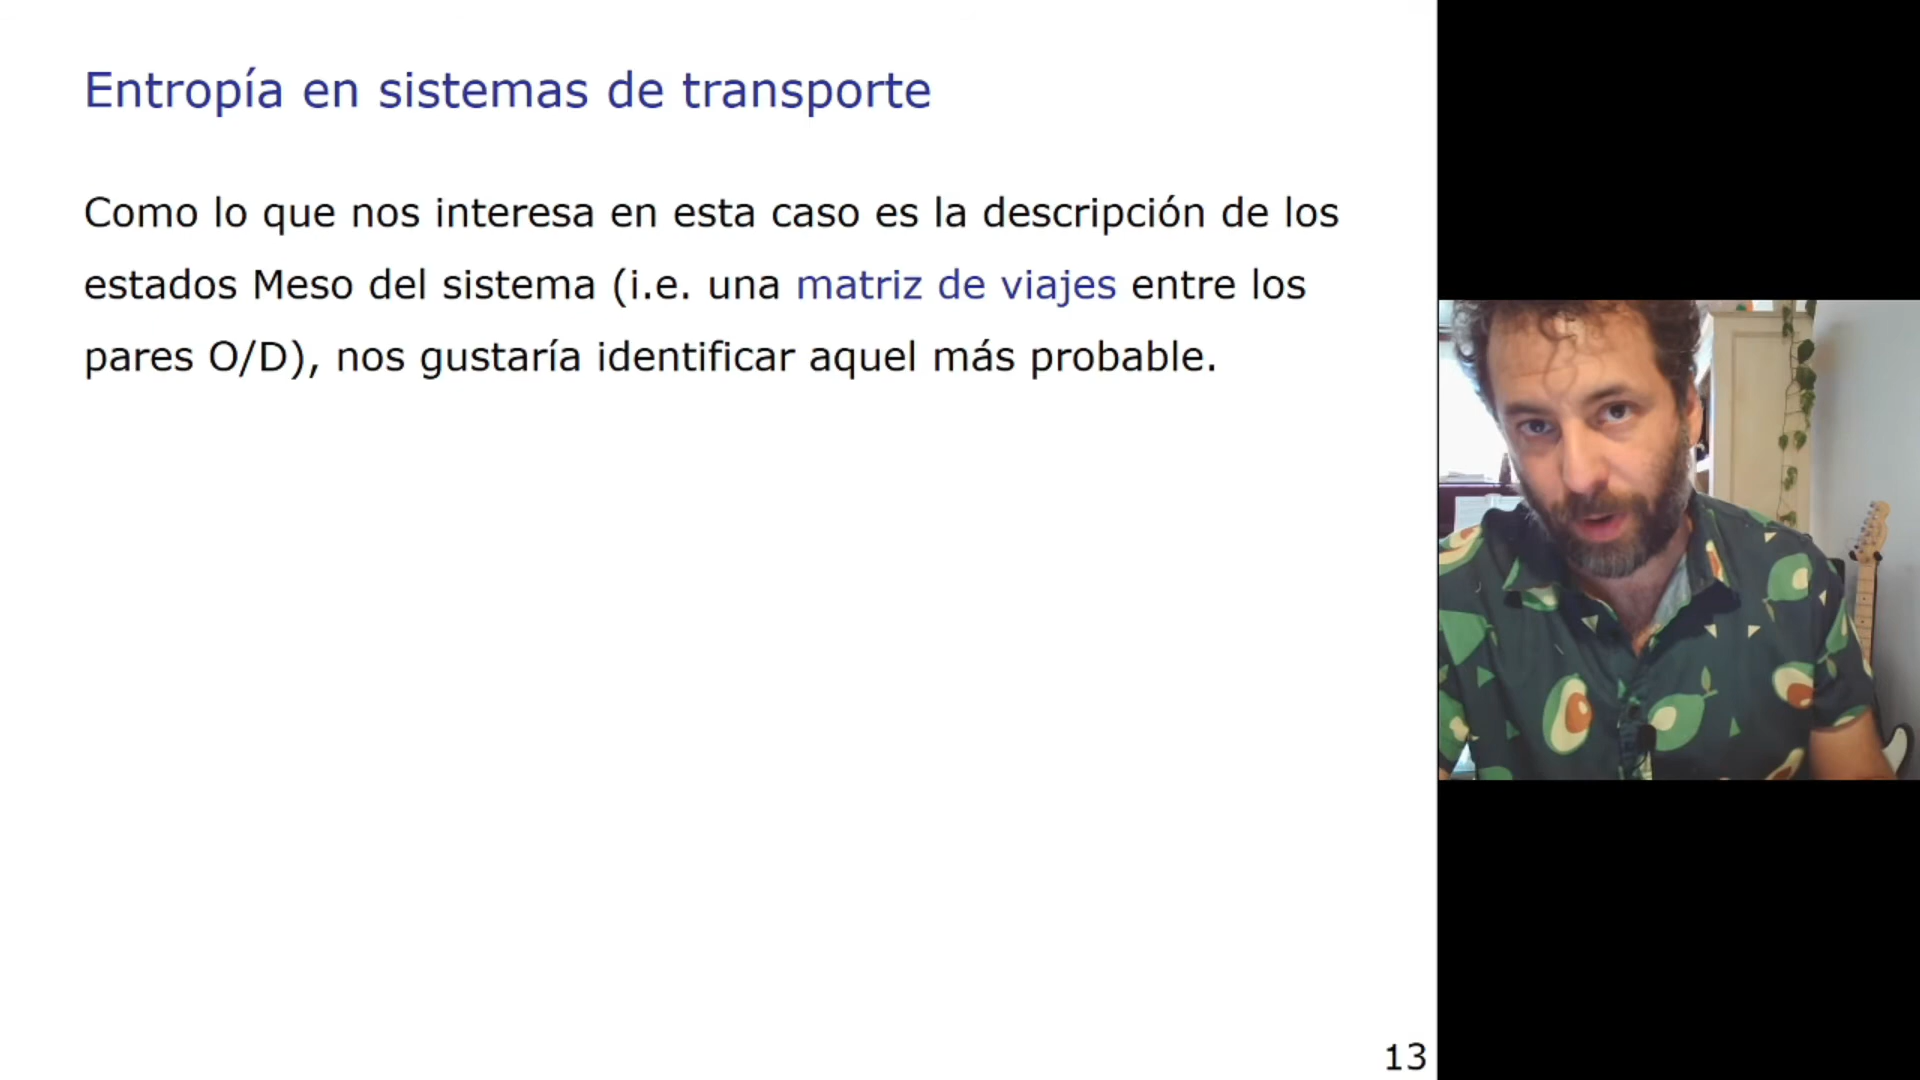 Entropía en sistemas de transporte
Como lo que nos interesa en esta caso es la descripción de los
estados Meso del sistema (i.e. una matriz de viajes entre los
pares O/D), nos gustaría identificar aquel más probable.
13